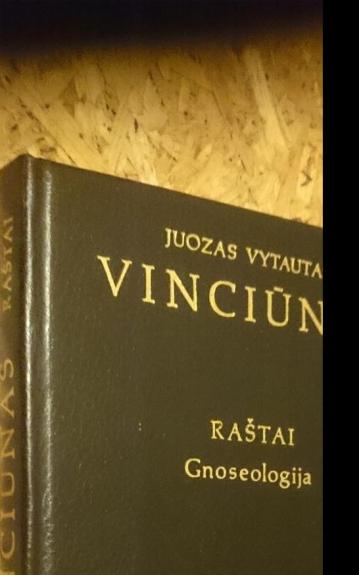 JUOZAS VYTAUTA
VINCIŪN
RAŠTAI
Gnoseologija
CIŪNAS RAŠTAI